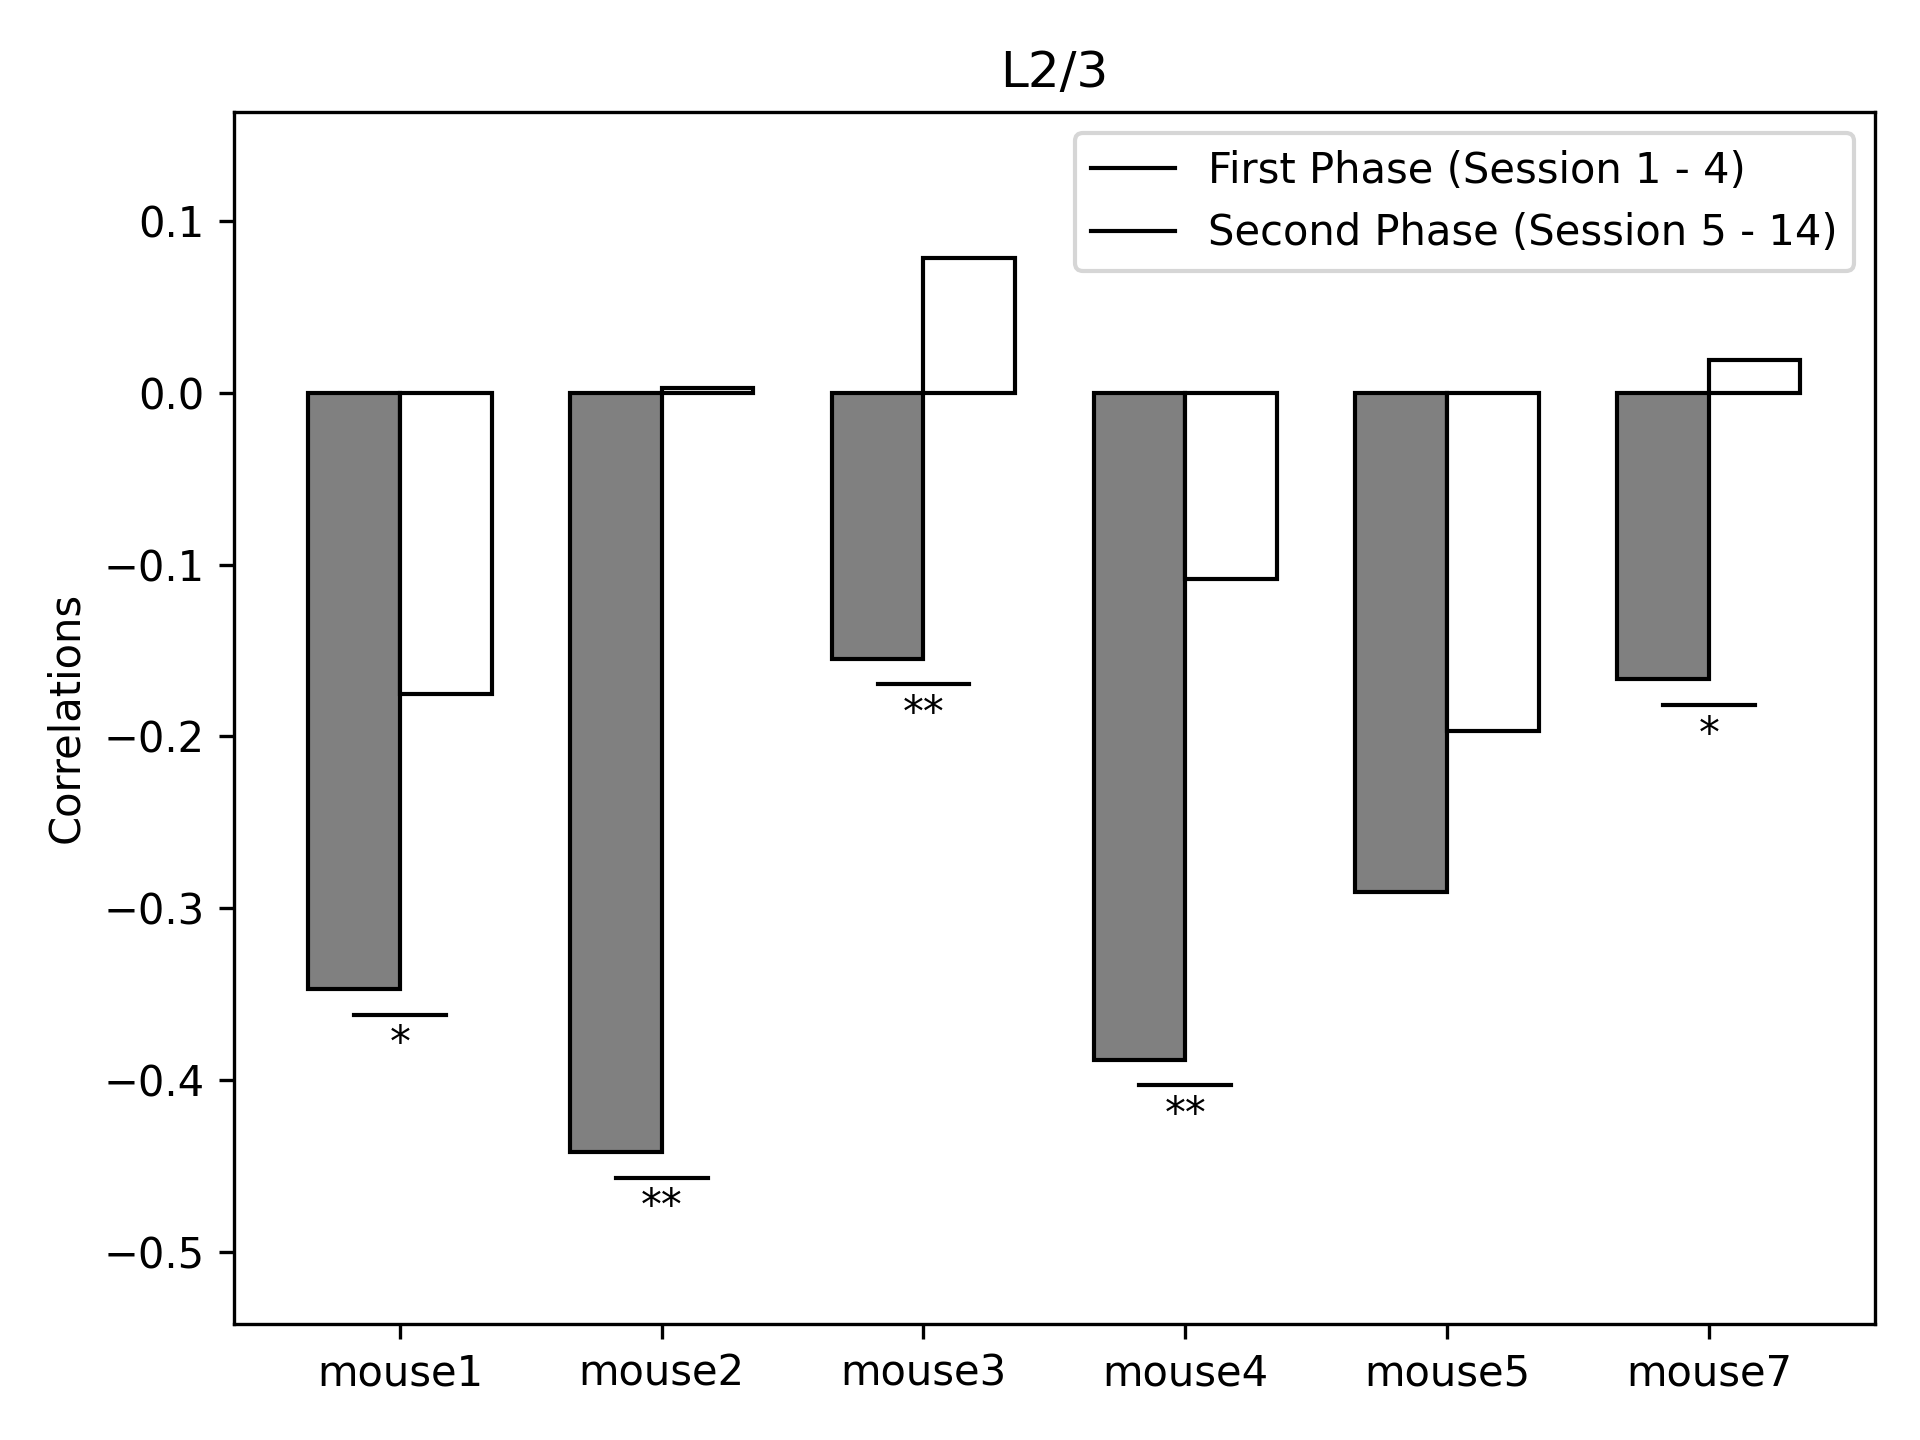 L2/3
First Phase (Session 1 - 4)
Second Phase (Session 5 - 14)
Correlations
0.1
0.0
−0.1
−0.2
−0.3
−0.4
−0.5
*
**
**
**
*
mouse1
mouse2
mouse3
mouse4
mouse5
mouse7